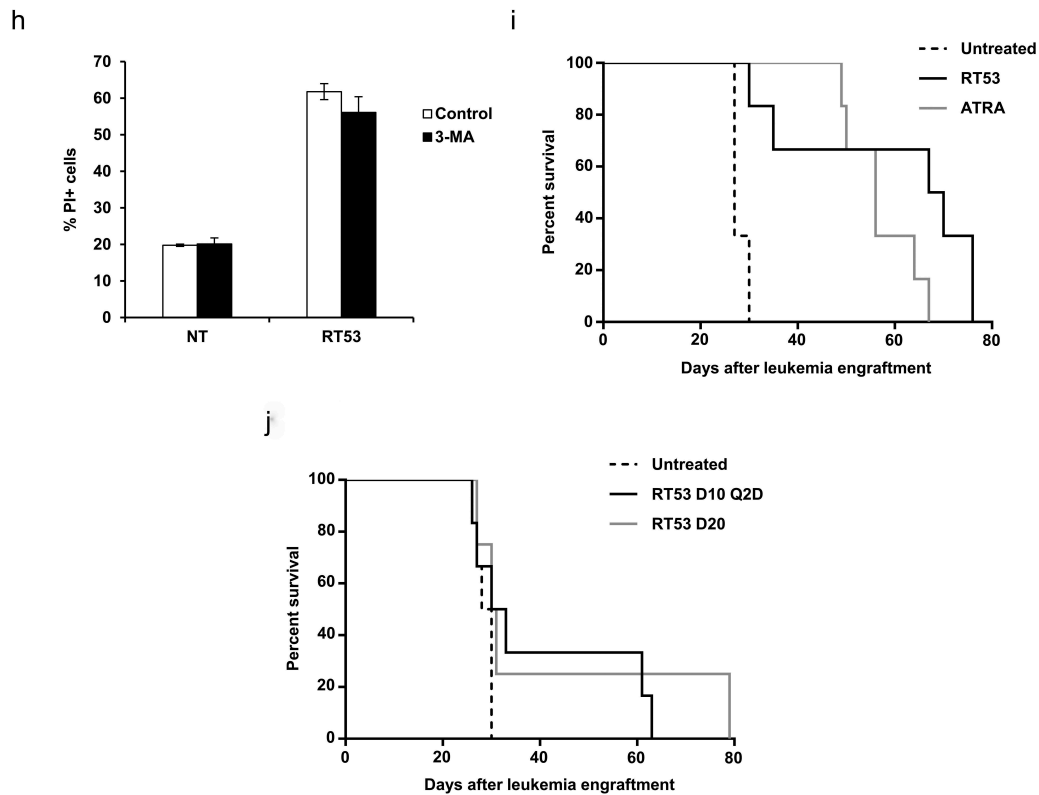 h
70
60
50
40
30
20
10
0
% PI+ cells
NT
RT53
Control
3-MA
i
Untreated
RT53
ATRA
100
80
60
40
20
0
Percent survival
0 20 40 60 80
Days after leukemia engraftment
j
Untreated
RT53 D10 Q2D
RT53 D20
100
80
60
40
20
0
Percent survival
0 20 40 60 80
Days after leukemia engraftment